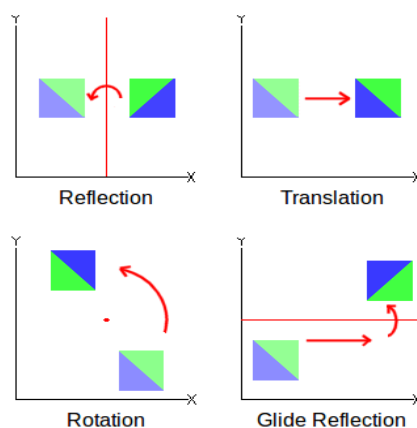 Y
X
Reflection
Y
X
Translation
Y
X
Rotation
Y
X
Glide Reflection